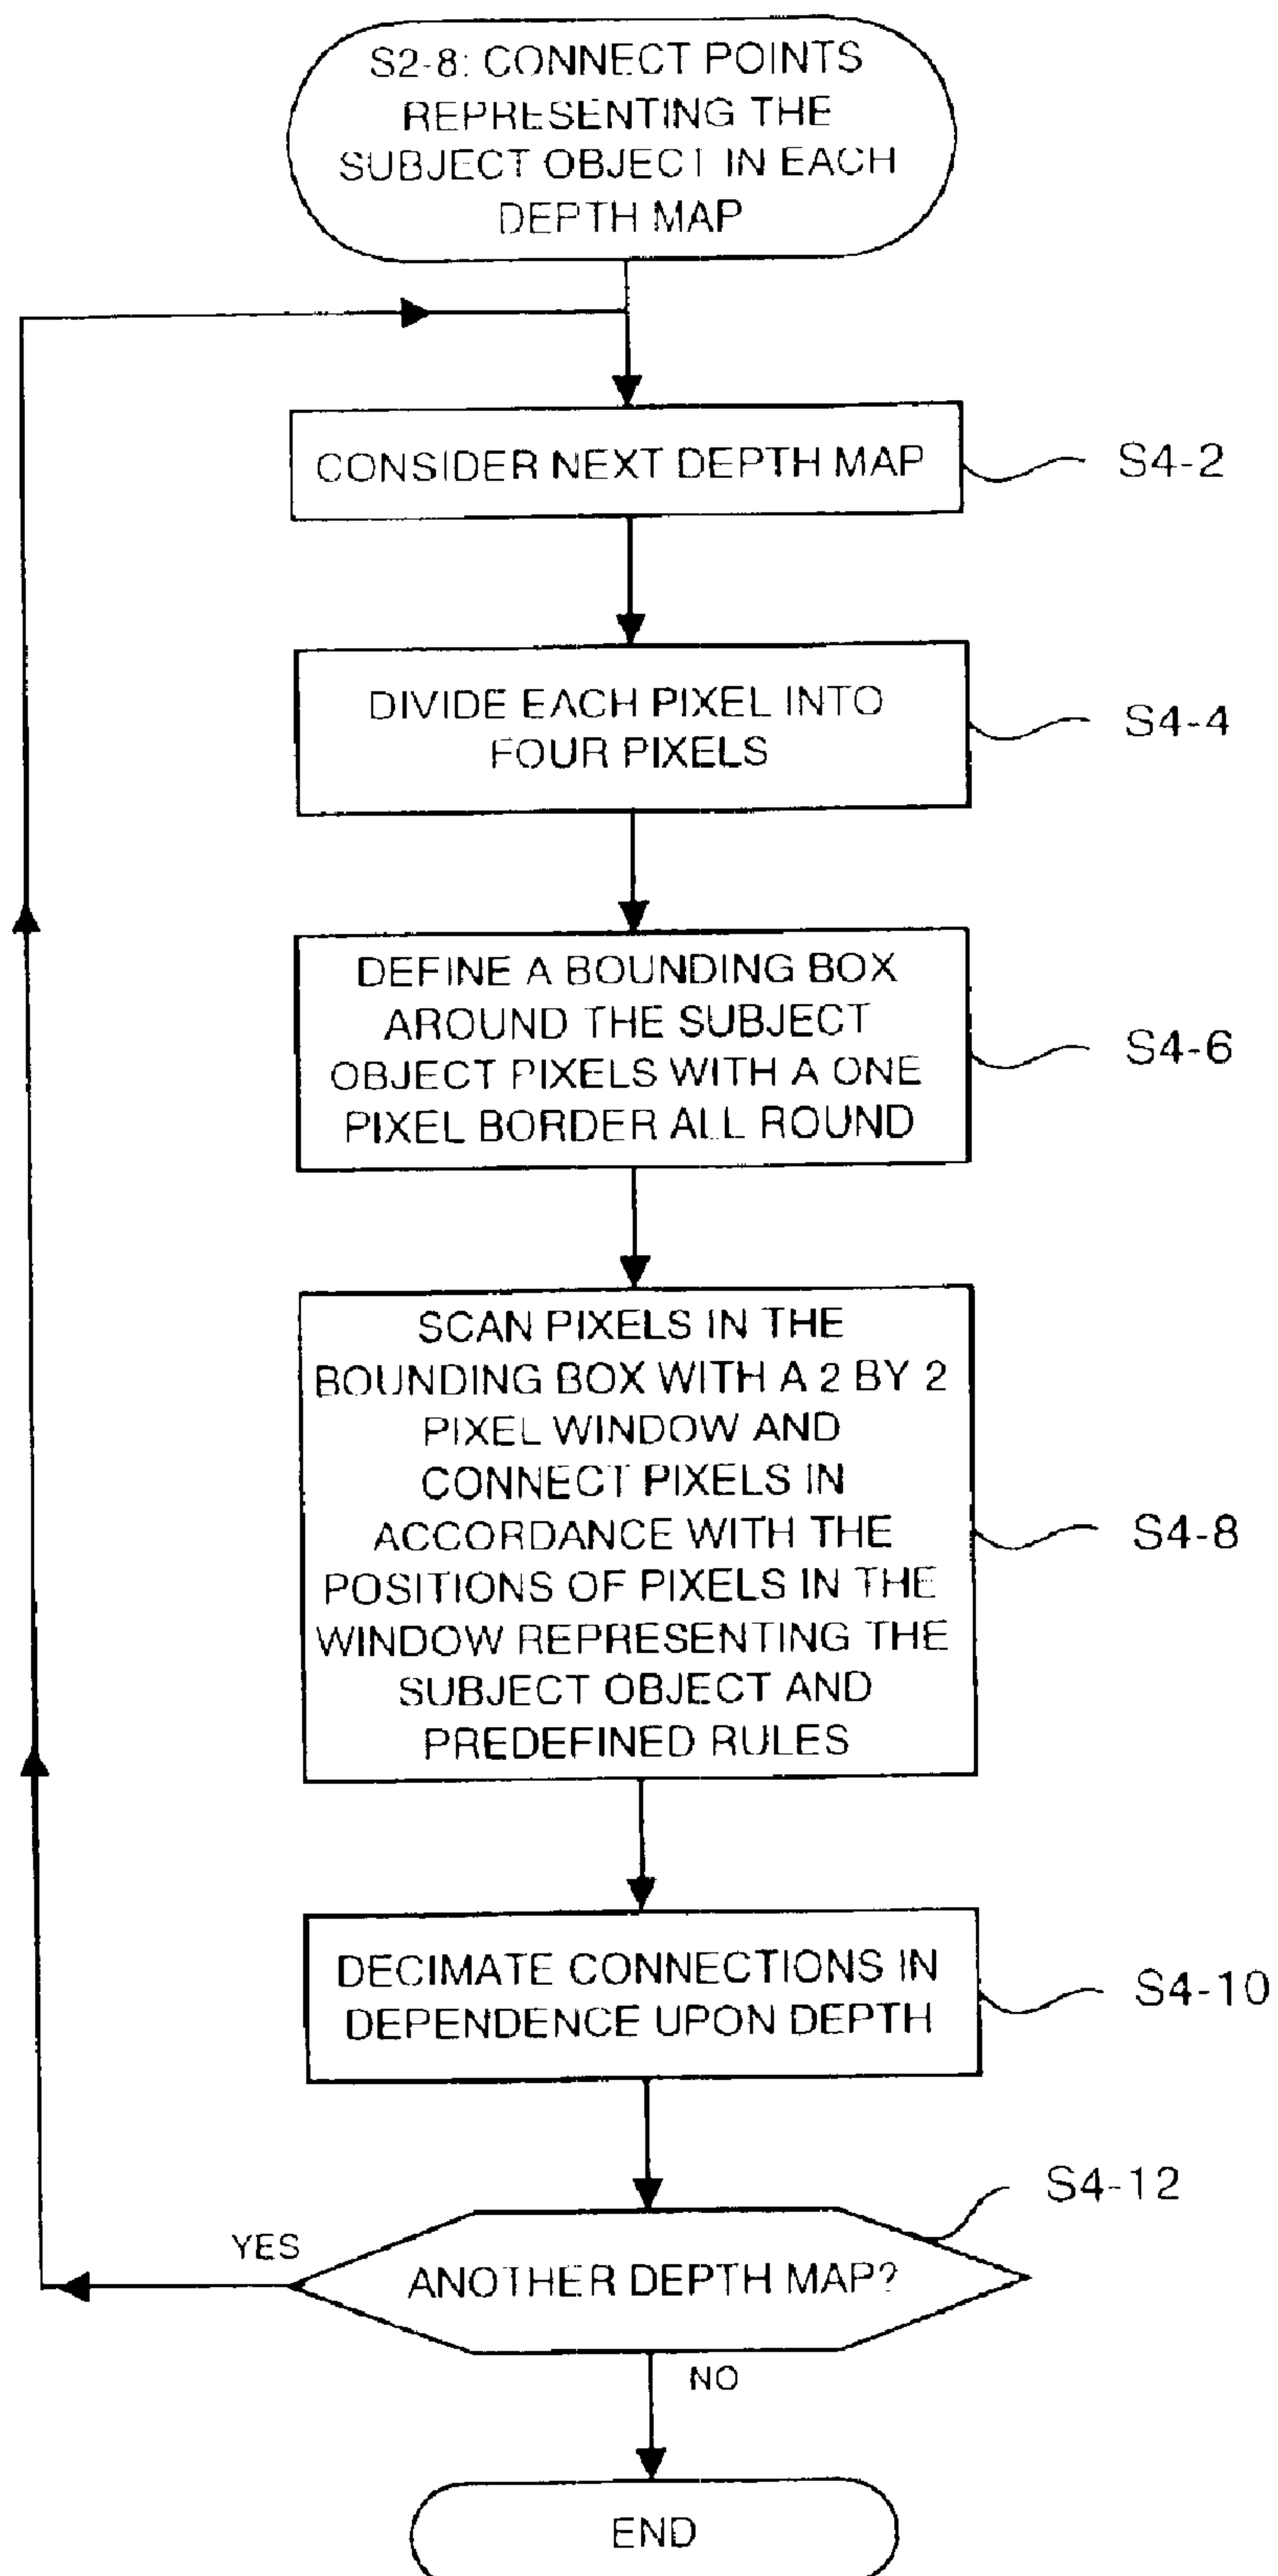 S2-8: CONNECT POINTS
REPRESENTING THE
SUBJECT OBJECT IN EACH
DEPTH MAP
CONSIDER NEXT DEPTH MAP
S4-2
DIVIDE EACH PIXEL INTO
FOUR PIXELS
S4-4
DEFINE A BOUNDING BOX
AROUND THE SUBJECT
OBJECT PIXELS WITH A ONE
PIXEL BORDER ALL ROUND
S4-6
SCAN PIXELS IN THE
BOUNDING BOX WITH A 2 BY 2
PIXEL WINDOW AND
CONNECT PIXELS IN
ACCORDANCE WITH THE
POSITIONS OF PIXELS IN THE
WINDOW REPRESENTING THE
SUBJECT OBJECT AND
PREDEFINED RULES
S4-8
DECIMATE CONNECTIONS IN
DEPENDENCE UPON DEPTH
S4-10
S4-12
YES
ANOTHER DEPTH MAP?
NO
END